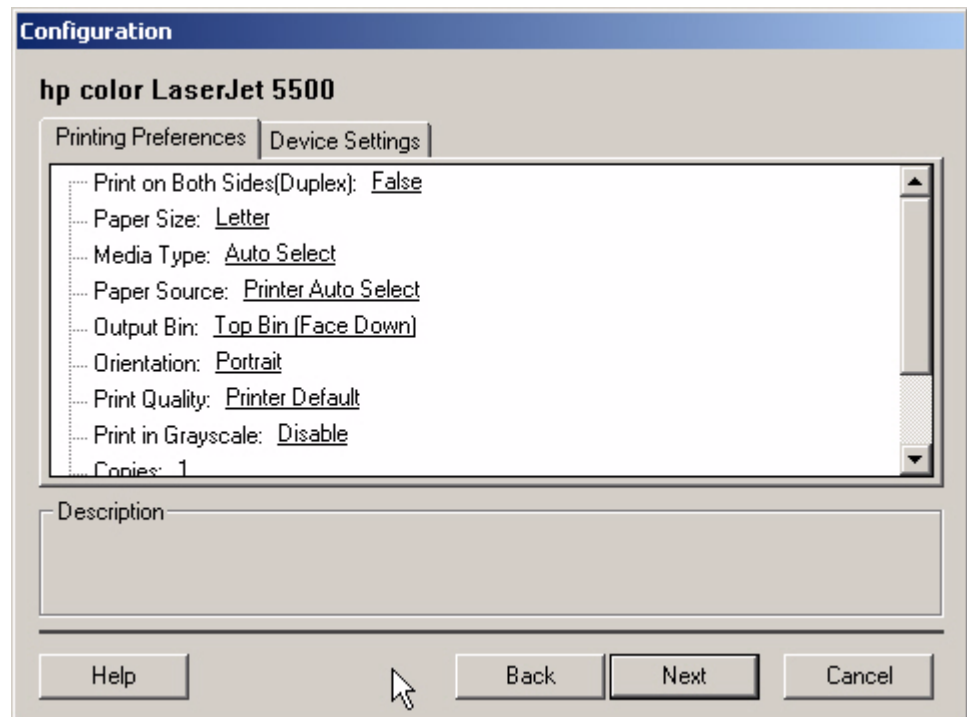 Configuration
hp color LaserJet 5500
Printing Preferences Device Settings
Print on Both Sides(Duplex): False
Paper Size: Letter
Media Type: Auto Select
Paper Source: Printer Auto Select
Output Bin: Top Bin (Face Down)
Orientation: Portrait
Print Quality: Printer Default
Print in Grayscale: Disable
Copies: 1
Description
Help Back Next Cancel